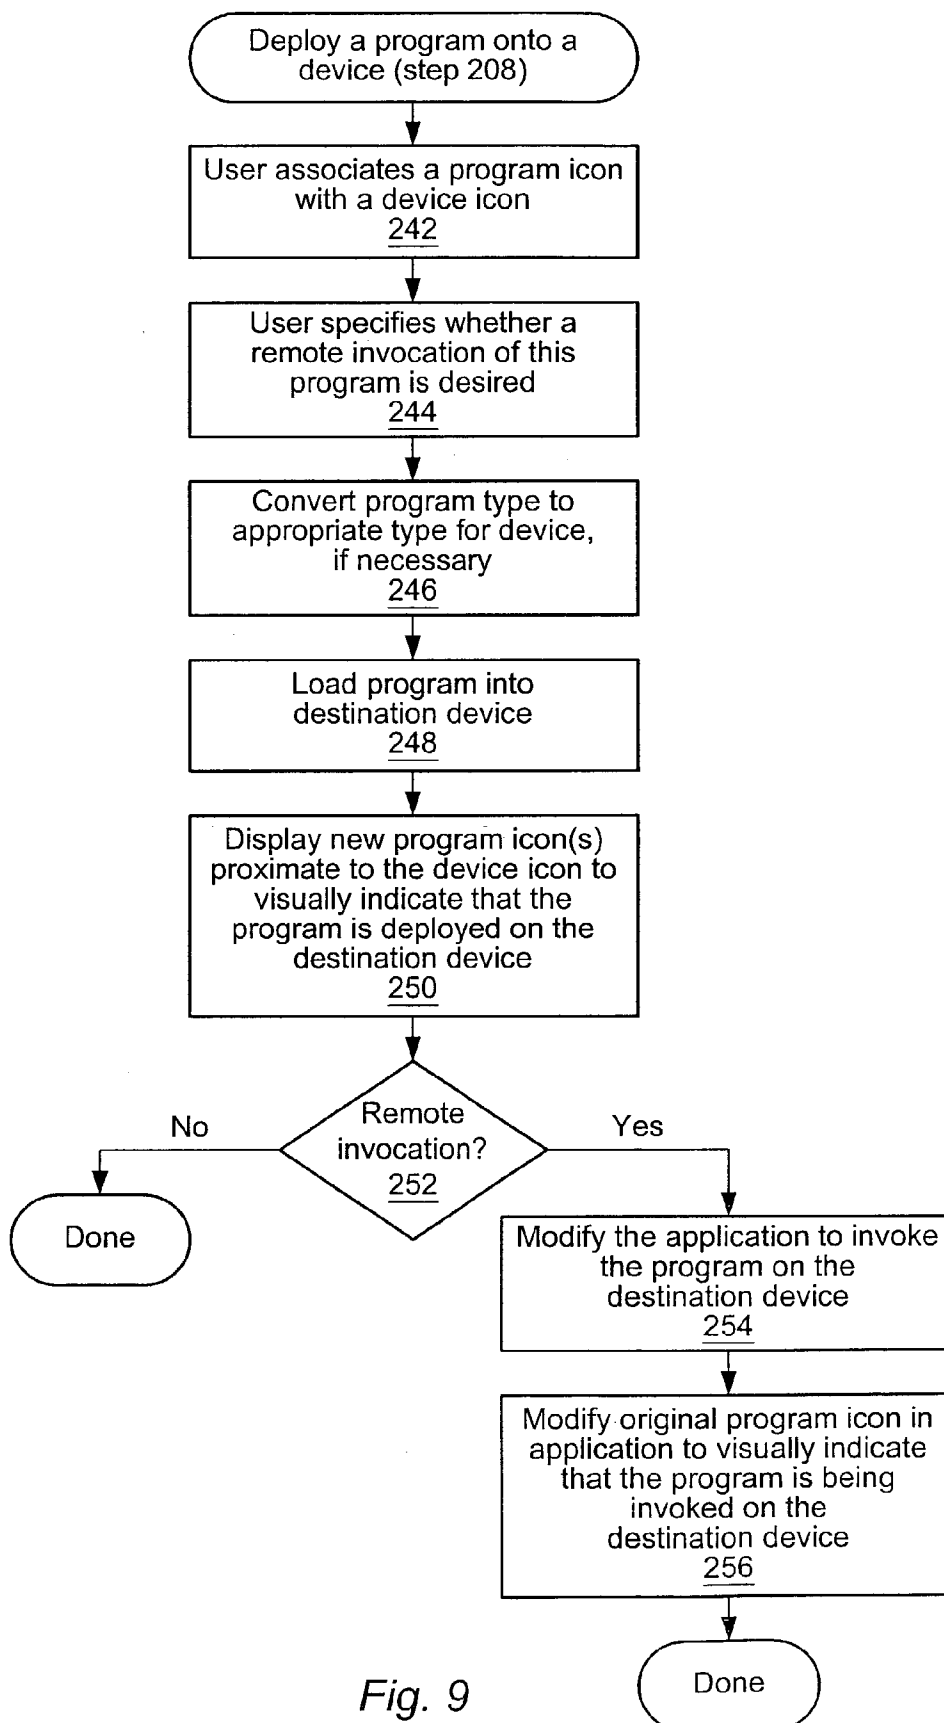 Deploy a program onto a
device (step 208)
User associates a program icon
with a device icon
242
User specifies whether a
remote invocation of this
program is desired
244
Convert program type to
appropriate type for device,
if necessary
246
Load program into
destination device
248
Display new program icon(s)
proximate to the device icon to
visually indicate that the
program is deployed on the
destination device
250
Remote
invocation?
252
No
Yes
Done
Modify the application to invoke
the program on the
destination device
254
Modify original program icon in
application to visually indicate
that the program is being
invoked on the
destination device
256
Done
Fig. 9